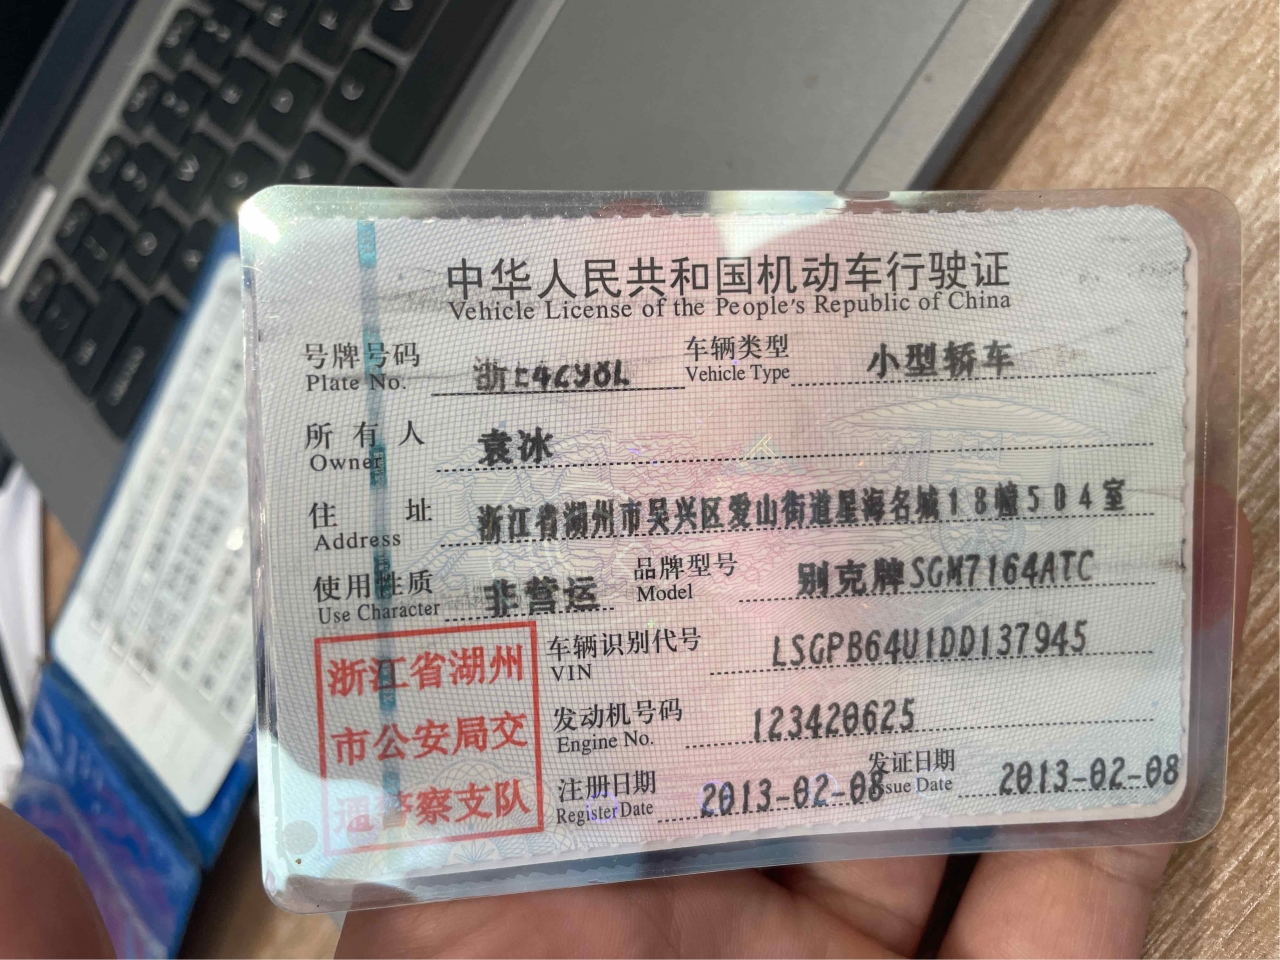 中华人民共和国机动车行驶证
Vehicle License of the People's Republic of China
号牌号码 浙 车辆类型 小型轿车
Plate No. Vehicle Type
所有人 袁冰
Owner
住址 浙江省湖州市吴兴区爱山街道星海名城18幢504室
Address
使用性质 非营运 品牌型号 别克牌SGM7164ATC
Use Character Model
浙江省湖州
市公安局交
通警察支队
车辆识别代号 LSGPB64U1DD137945
VIN
发动机号码 123420625
Engine No.
注册日期 2013-02-08 发证日期 2013-02-08
Register Date Issue Date